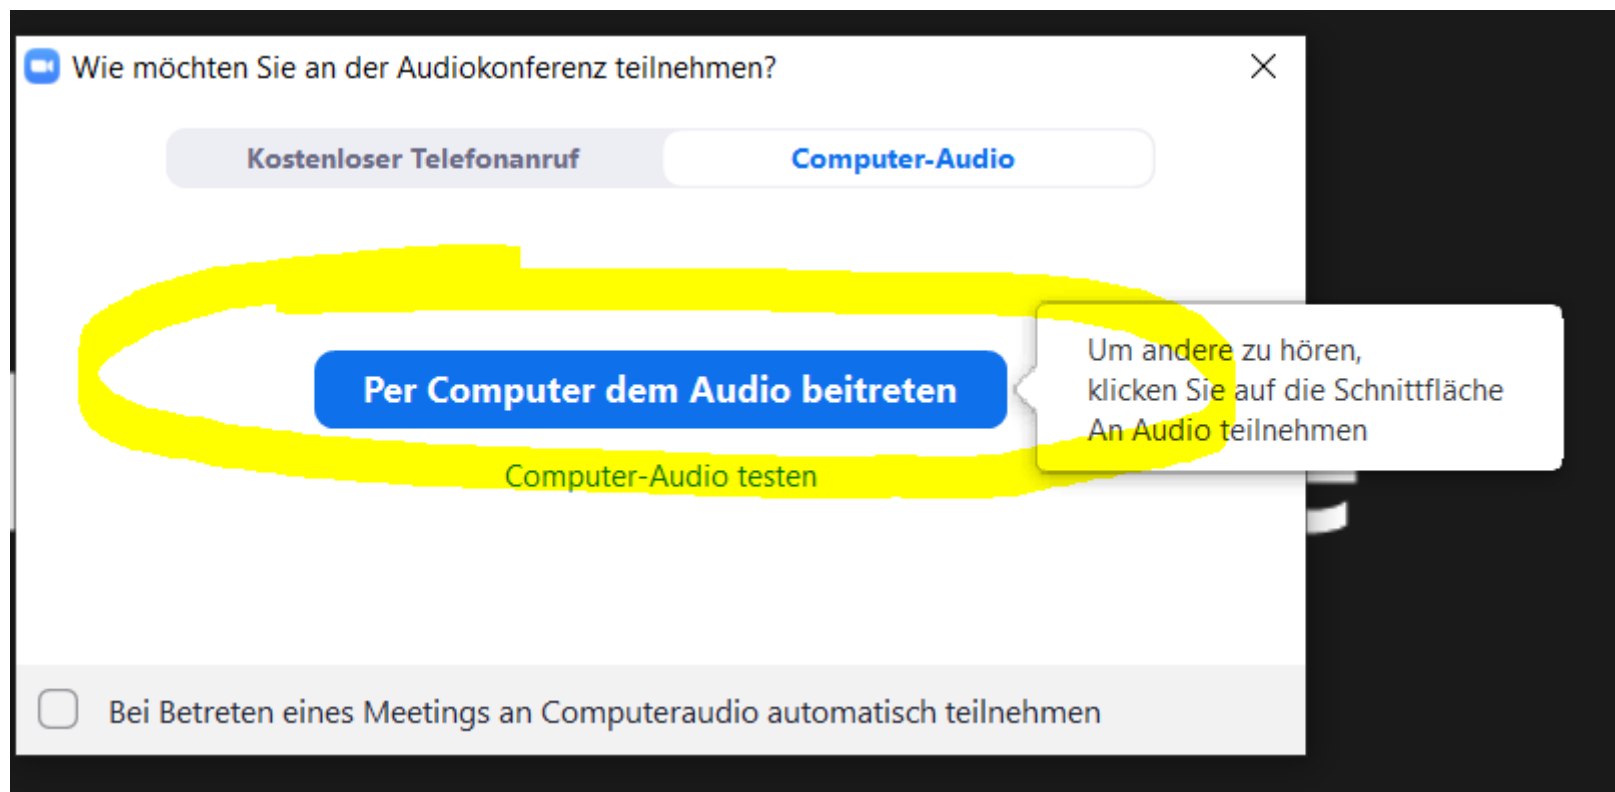 Wie möchten Sie an der Audiokonferenz teilnehmen?
Kostenloser Telefonanruf
Computer-Audio
Per Computer dem Audio beitreten
Um andere zu hören,
klicken Sie auf die Schnittfläche
An Audio teilnehmen
Computer-Audio testen
Bei Betreten eines Meetings an Computeraudio automatisch teilnehmen